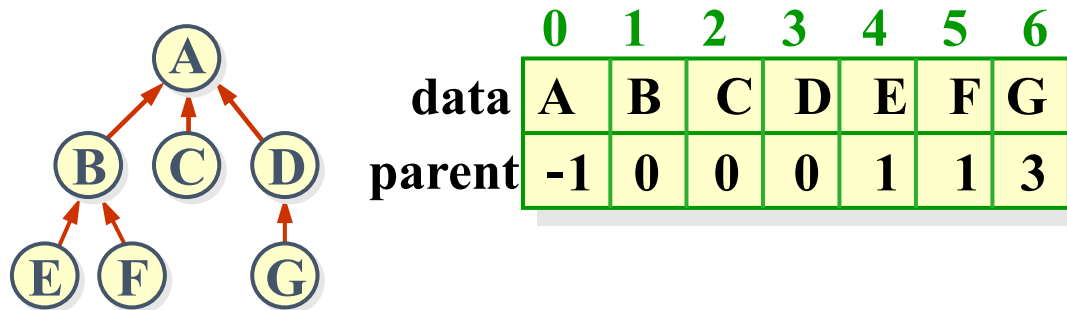 A
B C D
E F G
0 1 2 3 4 5 6
data A B C D E F G
parent -1 0 0 0 1 1 3